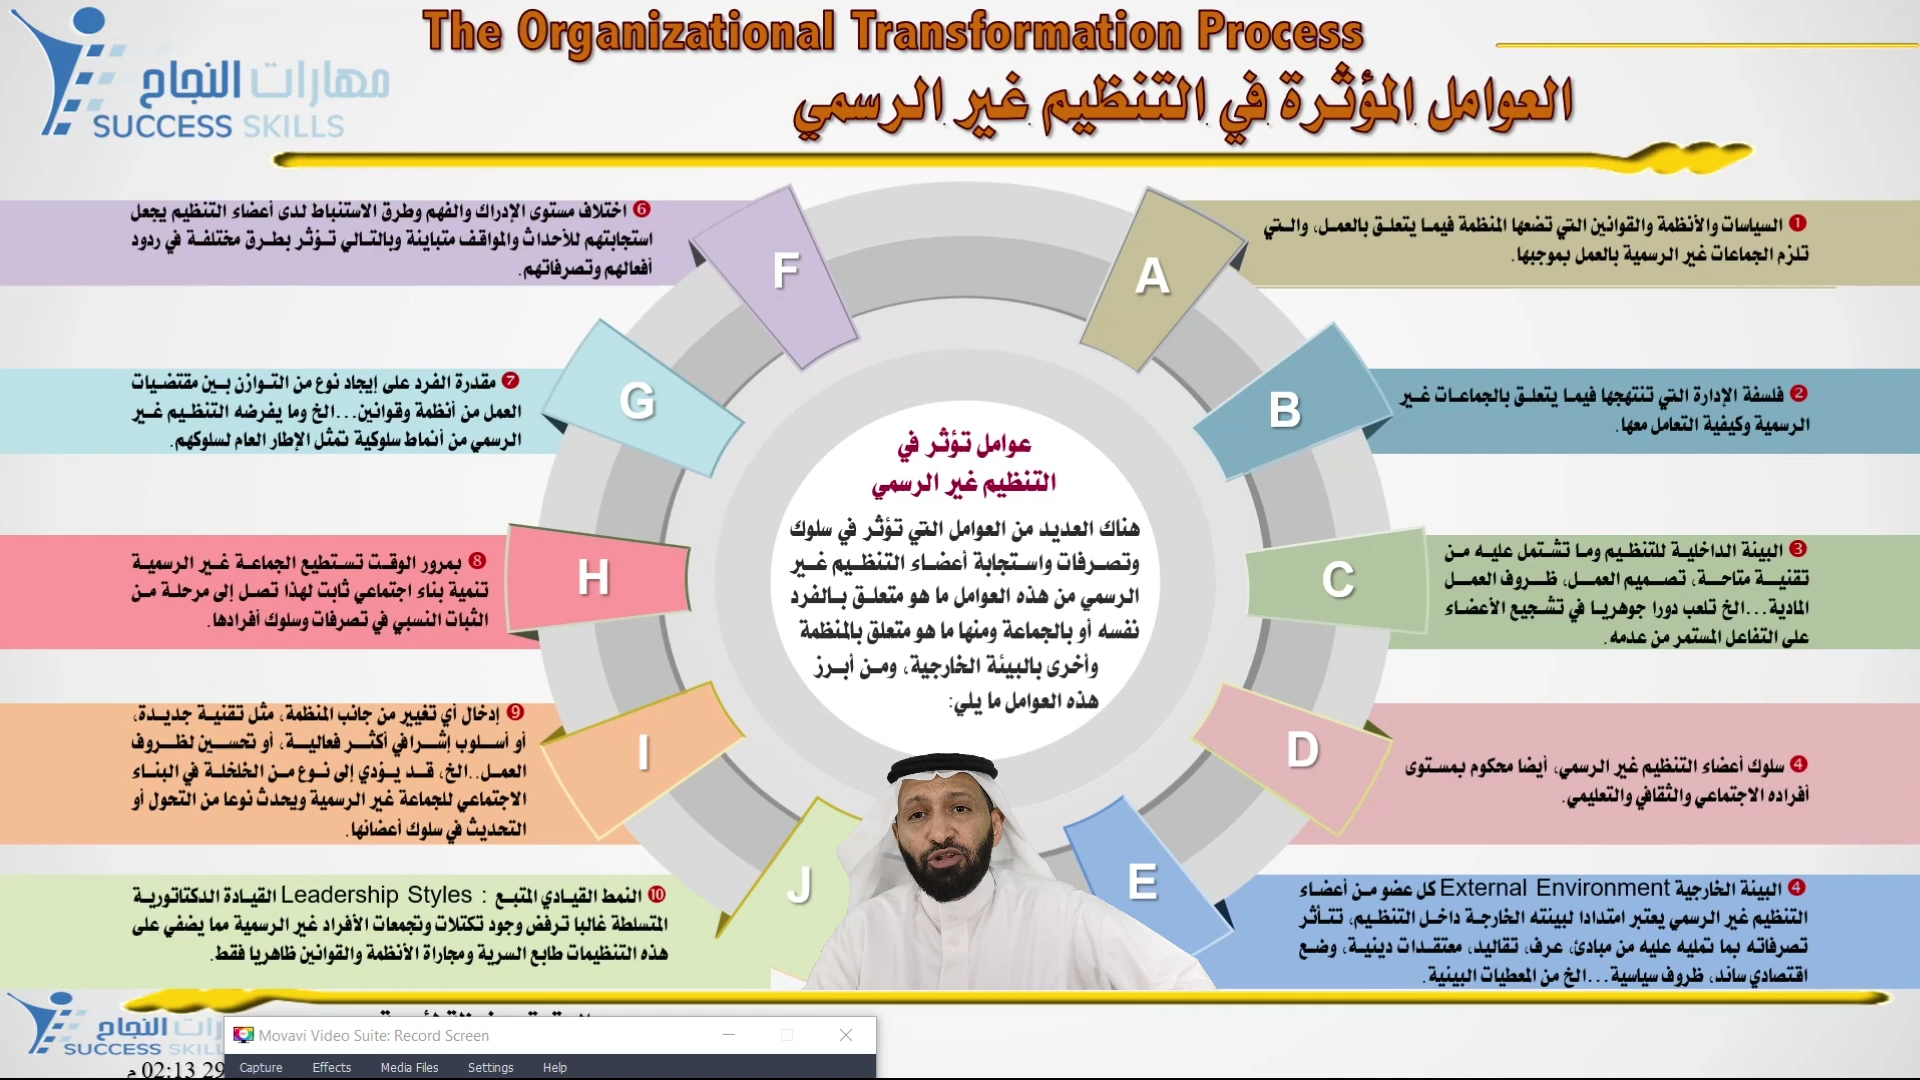 The Organizational Transformation Process
العوامل المؤثرة في التنظيم غير الرسمي
مهارات النجاح
SUCCESS SKILLS
A
❶ السياسات والأنظمة والقوانين التي تضعها المنظمة فيما يتعلق بالعمل، والتي
تلزم الجماعات غير الرسمية بالعمل بموجبها.
B
❷ فلسفة الإدارة التي تنتهجها فيما يتعلق بالجماعات غير
الرسمية وكيفية التعامل معها.
C
❸ البيئة الداخلية للتنظيم وما تشتمل عليه من
تقنية متاحة، تصميم العمل، ظروف العمل
المادية...الخ تلعب دورا جوهريا في تشجيع الأعضاء
على التفاعل المستمر من عدمه.
D
❹ سلوك أعضاء التنظيم غير الرسمي، أيضا محكوم بمستوى
أفراده الاجتماعي والثقافي والتعليمي.
E
❹ البيئة الخارجية External Environment كل عضو من أعضاء
التنظيم غير الرسمي يعتبر امتدادا لبيئته الخارجة داخل التنظيم، تتأثر
تصرفاته بما تمليه عليه من مبادئ، عرف، تقاليد، معتقدات دينية، وضع
اقتصادي سائد، ظروف سياسية...الخ من المعطيات البيئية.
عوامل تؤثر في
التنظيم غير الرسمي
هناك العديد من العوامل التي تؤثر في سلوك
وتصرفات واستجابة أعضاء التنظيم غير
الرسمي من هذه العوامل ما هو متعلق بالفرد
نفسه أو بالجماعة ومنها ما هو متعلق بالمنظمة
وأخرى بالبيئة الخارجية، ومن أبرز
هذه العوامل ما يلي:
F
❻ اختلاف مستوى الإدراك والفهم وطرق الاستنباط لدى أعضاء التنظيم يجعل
استجابتهم للأحداث والمواقف متباينة وبالتالي تؤثر بطرق مختلفة في ردود
أفعالهم وتصرفاتهم.
G
❼ مقدرة الفرد على إيجاد نوع من التوازن بين مقتضيات
العمل من أنظمة وقوانين...الخ وما يفرضه التنظيم غير
الرسمي من أنماط سلوكية تمثل الإطار العام لسلوكهم.
H
❽ بمرور الوقت تستطيع الجماعة غير الرسمية
تنمية بناء اجتماعي ثابت لهذا تصل إلى مرحلة من
الثبات النسبي في تصرفات وسلوك أفرادها.
I
❾ إدخال أي تغيير من جانب المنظمة، مثل تقنية جديدة،
أو أسلوب إشرافي أكثر فعالية، أو تحسين لظروف
العمل..الخ، قد يؤدي إلى نوع من الخلخلة في البناء
الاجتماعي للجماعة غير الرسمية ويحدث نوعا من التحول أو
التحديث في سلوك أعضائها.
J
❿ النمط القيادي المتبع : Leadership Styles القيادة الدكتاتورية
المتسلطة غالبا ترفض وجود تكتلات وتجمعات الأفراد غير الرسمية مما يضفي على
هذه التنظيمات طابع السرية ومجاراة الأنظمة والقوانين ظاهريا فقط.
النجاح
SUCCESS SKILL
02:13 29 م
Movavi Video Suite: Record Screen
Capture Effects Media Files Settings Help